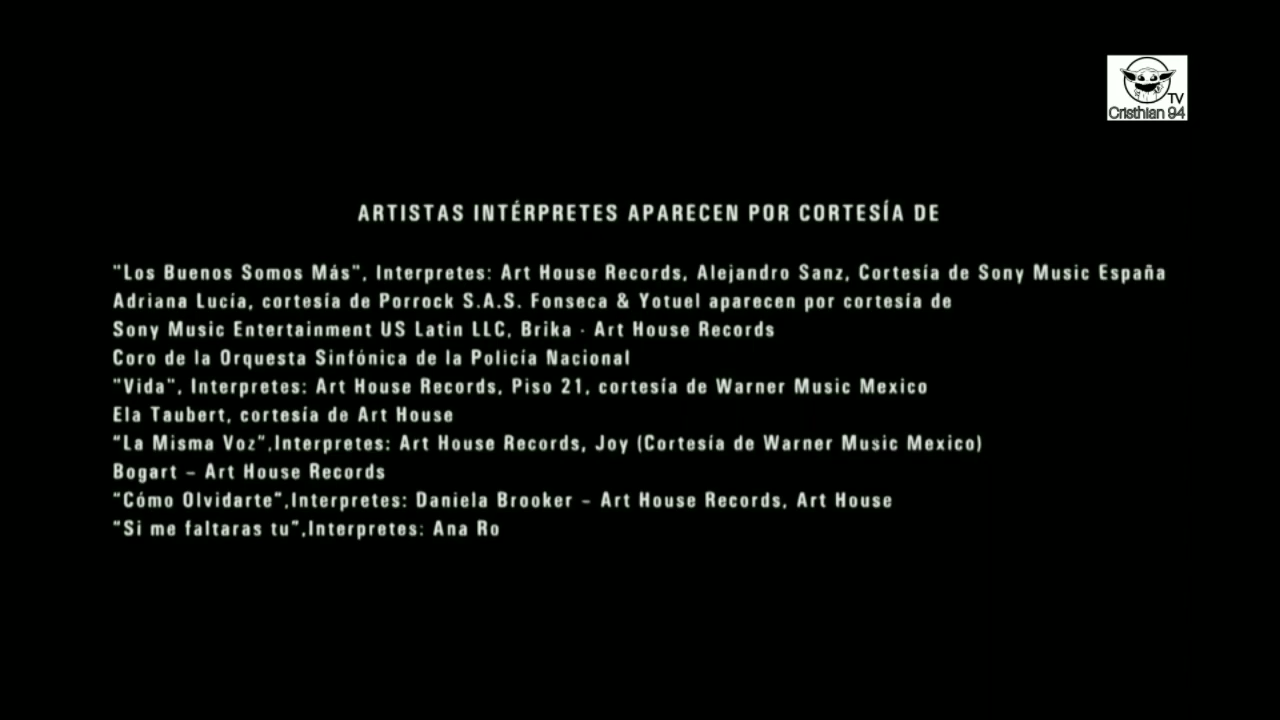 TV
Cristhian 94
ARTISTAS INTÉRPRETES APARECEN POR CORTESÍA DE
"Los Buenos Somos Más", Interpretes: Art House Records, Alejandro Sanz, Cortesía de Sony Music España
Adriana Lucía, cortesía de Porrock S.A.S. Fonseca & Yotuel aparecen por cortesía de
Sony Music Entertainment US Latin LLC, Brika · Art House Records
Coro de la Orquesta Sinfónica de la Policía Nacional
"Vida", Interpretes: Art House Records, Piso 21, cortesía de Warner Music Mexico
Ela Taubert, cortesía de Art House
“La Misma Voz”,Interpretes: Art House Records, Joy (Cortesía de Warner Music Mexico)
Bogart – Art House Records
“Cómo Olvidarte”,Interpretes: Daniela Brooker – Art House Records, Art House
“Si me faltaras tu”,Interpretes: Ana Ro